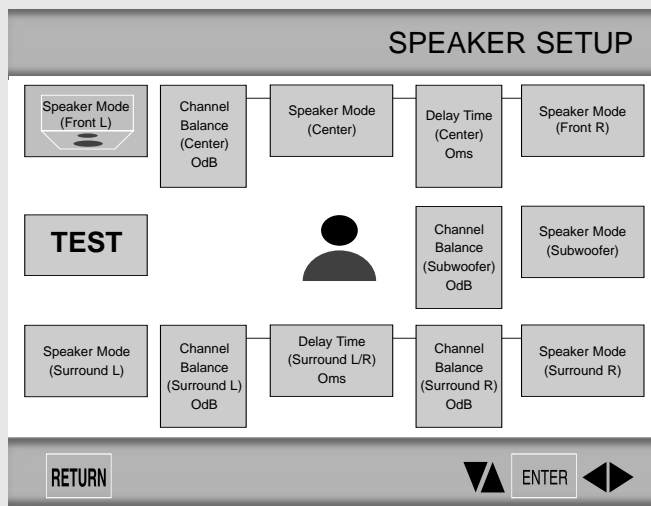 SPEAKER SETUP
Speaker Mode
(Front L)
Channel
Balance
(Center)
OdB
Speaker Mode
(Center)
Delay Time
(Center)
Oms
Speaker Mode
(Front R)
TEST
Channel
Balance
(Subwoofer)
OdB
Speaker Mode
(Subwoofer)
Speaker Mode
(Surround L)
Channel
Balance
(Surround L)
OdB
Delay Time
(Surround L/R)
Oms
Channel
Balance
(Surround R)
OdB
Speaker Mode
(Surround R)
RETURN
ENTER